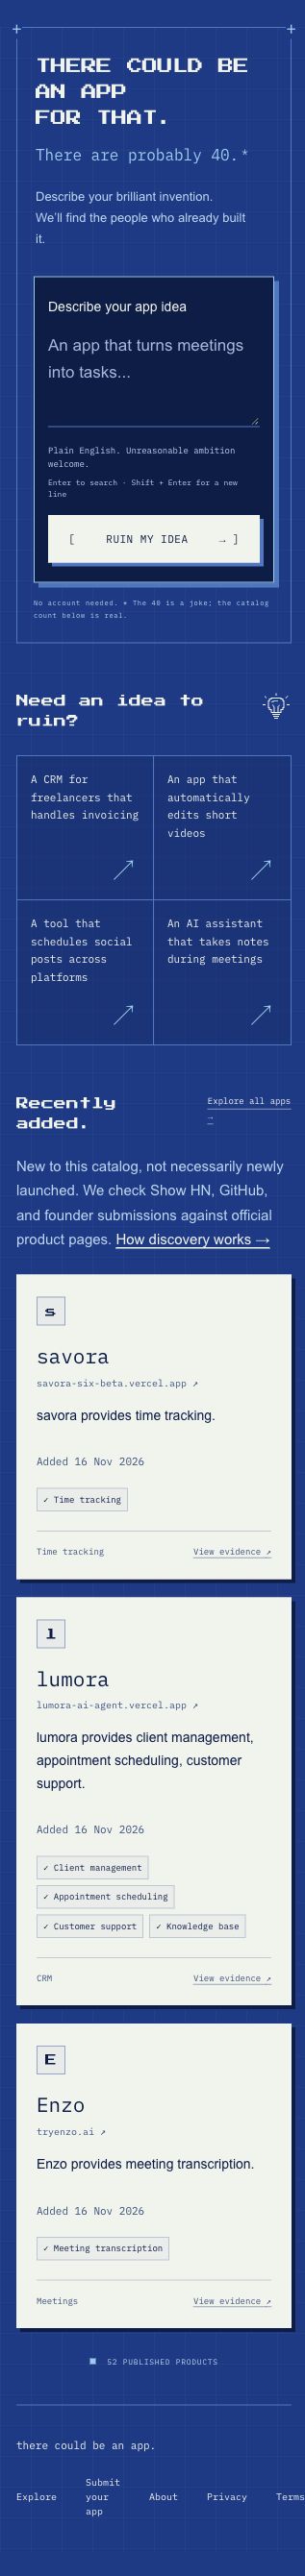 THERE COULD BE
AN APP
FOR THAT.
There are probably 40.*
Describe your brilliant invention.
We'll find the people who already built
it.
Describe your app idea
An app that turns meetings
into tasks...
Plain English. Unreasonable ambition
welcome.
Enter to search · Shift + Enter for a new
line
[ RUIN MY IDEA → ]
No account needed. * The 40 is a joke; the catalog
count below is real.
Need an idea to
ruin?
A CRM for
freelancers that
handles invoicing
An app that
automatically
edits short
videos
A tool that
schedules social
posts across
platforms
An AI assistant
that takes notes
during meetings
Recently
added.
Explore all apps
→
New to this catalog, not necessarily newly
launched. We check Show HN, GitHub,
and founder submissions against official
product pages. How discovery works →
s
savora
savora-six-beta.vercel.app ↗
savora provides time tracking.
Added 16 Nov 2026
✓ Time tracking
Time tracking View evidence ↗
l
lumora
lumora-ai-agent.vercel.app ↗
lumora provides client management,
appointment scheduling, customer
support.
Added 16 Nov 2026
✓ Client management
✓ Appointment scheduling
✓ Customer support ✓ Knowledge base
CRM View evidence ↗
E
Enzo
tryenzo.ai ↗
Enzo provides meeting transcription.
Added 16 Nov 2026
✓ Meeting transcription
Meetings View evidence ↗
52 PUBLISHED PRODUCTS
there could be an app.
Explore
Submit
your
app
About
Privacy
Terms